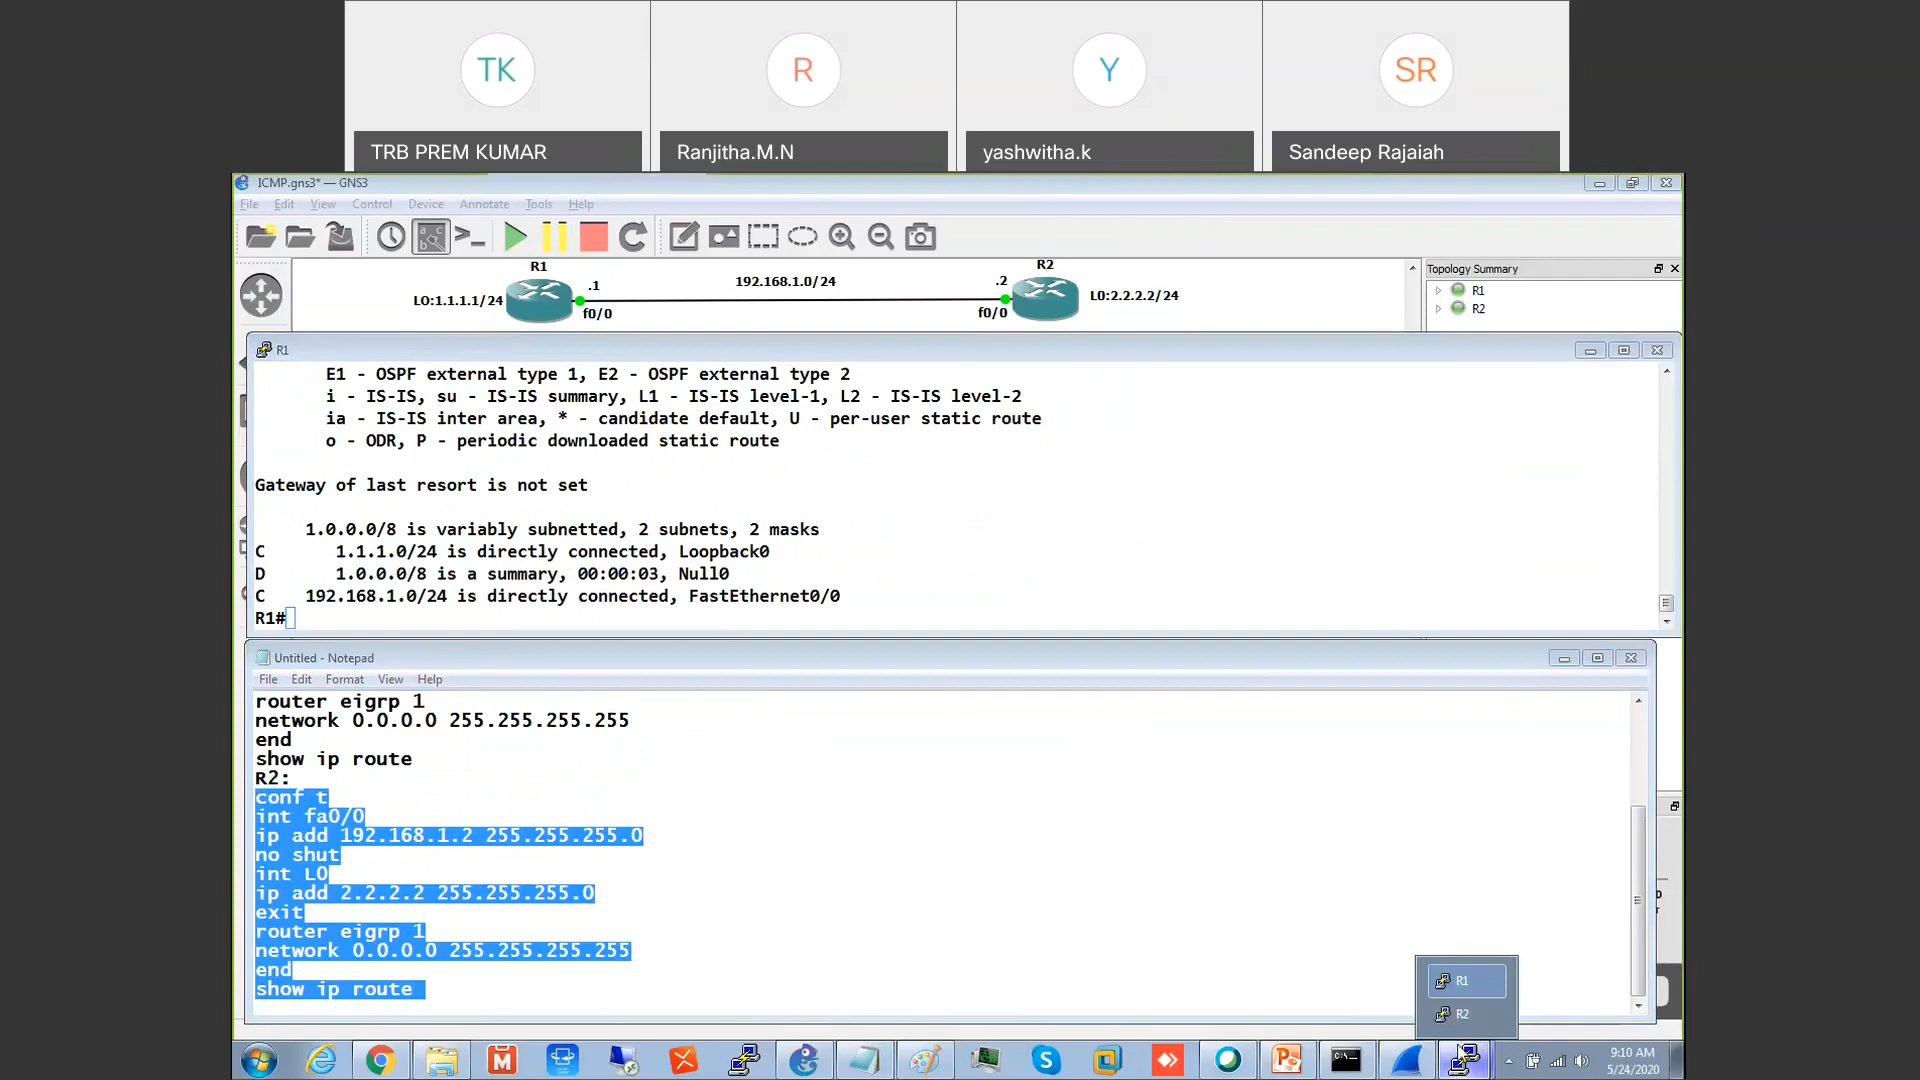 TK
R
Y
SR
TRB PREM KUMAR
Ranjitha.M.N
yashwitha.k
Sandeep Rajaiah
ICMP.gns3* — GNS3
File Edit View Control Device Annotate Tools Help
R1
R2
.1
192.168.1.0/24
.2
L0:1.1.1.1/24
L0:2.2.2.2/24
f0/0
f0/0
Topology Summary
R1
R2
R1
E1 - OSPF external type 1, E2 - OSPF external type 2
i - IS-IS, su - IS-IS summary, L1 - IS-IS level-1, L2 - IS-IS level-2
ia - IS-IS inter area, * - candidate default, U - per-user static route
o - ODR, P - periodic downloaded static route
Gateway of last resort is not set
1.0.0.0/8 is variably subnetted, 2 subnets, 2 masks
C 1.1.1.0/24 is directly connected, Loopback0
D 1.0.0.0/8 is a summary, 00:00:03, Null0
C 192.168.1.0/24 is directly connected, FastEthernet0/0
R1#
Untitled - Notepad
File Edit Format View Help
router eigrp 1
network 0.0.0.0 255.255.255.255
end
show ip route
R2:
conf t
int fa0/0
ip add 192.168.1.2 255.255.255.0
no shut
int L0
ip add 2.2.2.2 255.255.255.0
exit
router eigrp 1
network 0.0.0.0 255.255.255.255
end
show ip route
R1
R2
9:10 AM
5/24/2020